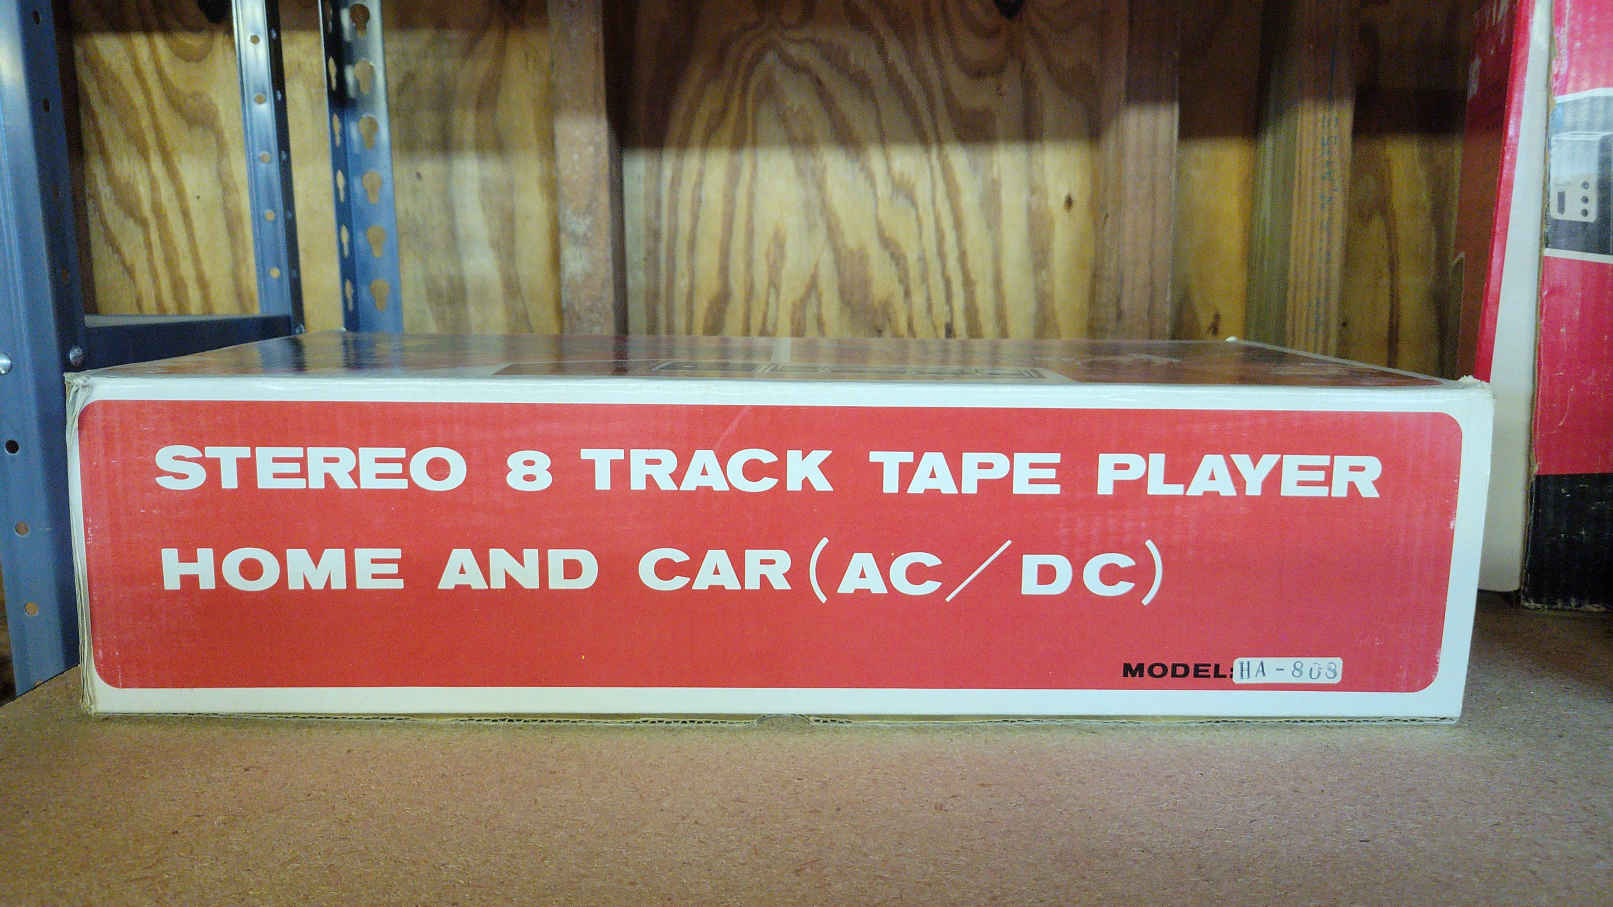 STEREO 8 TRACK TAPE PLAYER
HOME AND CAR (AC/DC)
MODEL: HA-808